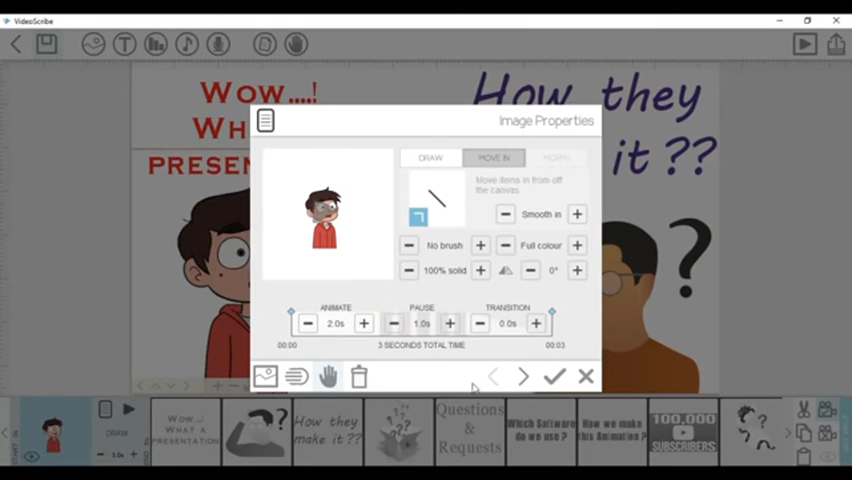 VideoScribe
WOW....!
WH
PRESEN
How they
it ??
Image Properties
DRAW
MOVE IN
MORPH
Move items in from off
the canvas
Smooth in
No brush
Full colour
100% solid
0°
ANIMATE
PAUSE
TRANSITION
2.0s
1.0s
0.0s
00:00
3 SECONDS TOTAL TIME
00:03
DRAW
5.0s
WOW....!
WHAT A
PRESENTATION
How they
make it ??
Questions
&
Requests
Which Software
do we use ?
How we make
this Animation?
100,000
SUBSCRIBERS